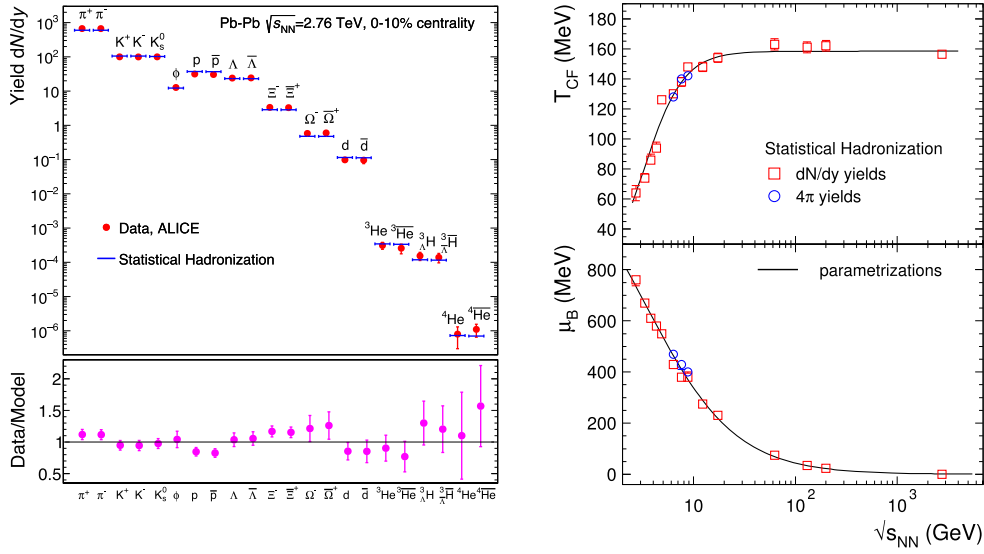 Pb-Pb √sNN=2.76 TeV, 0-10% centrality
Yield dN/dy
10³
10²
10
1
10⁻¹
10⁻²
10⁻³
10⁻⁴
10⁻⁵
10⁻⁶
π⁺ π⁻
K⁺ K⁻ K⁰s
ϕ
p p̅
Λ Λ̅
Ξ⁻ Ξ̅⁺
Ω⁻ Ω̅⁺
d d̅
³He ³H̅e̅
³ΛH ³Λ̅H̅
⁴He ⁴H̅e̅
Data, ALICE
Statistical Hadronization
Data/Model
2
1.5
1
0.5
π⁺ π⁻ K⁺ K⁻ K⁰s ϕ p p̅ Λ Λ̅ Ξ⁻ Ξ̅⁺ Ω⁻ Ω̅⁺ d d̅ ³He ³H̅e̅ ³ΛH ³Λ̅H̅ ⁴He ⁴H̅e̅
T_CF (MeV)
180
160
140
120
100
80
60
40
Statistical Hadronization
dN/dy yields
4π yields
μ_B (MeV)
800
600
400
200
0
parametrizations
10 10² 10³
√sNN (GeV)